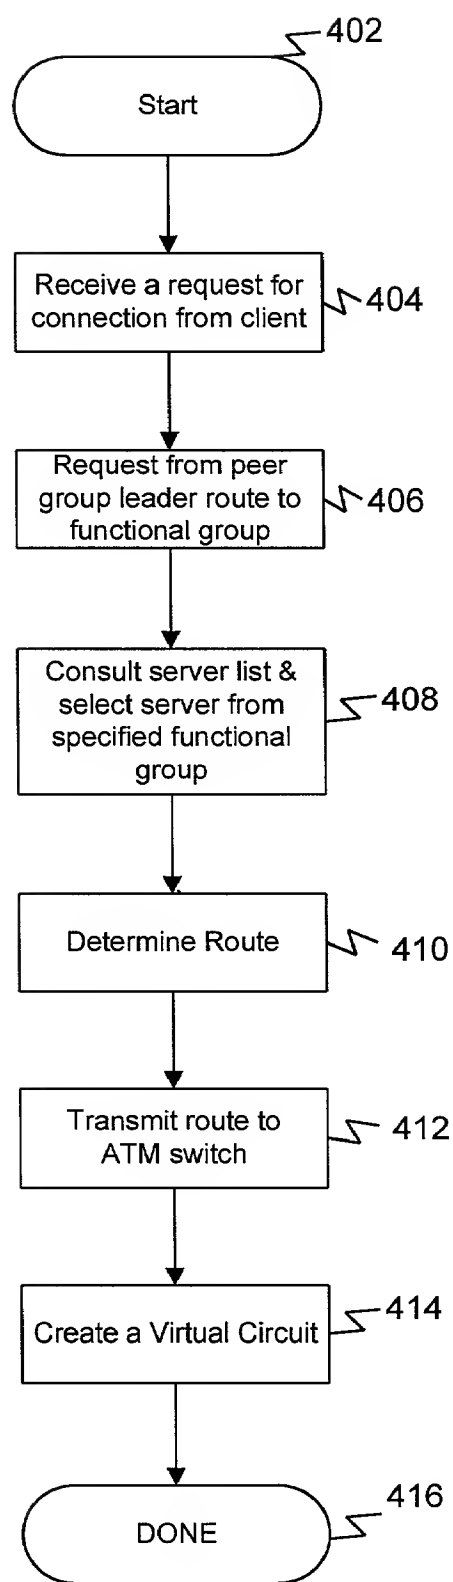 402
Start
Receive a request for
connection from client
404
Request from peer
group leader route to
functional group
406
Consult server list &
select server from
specified functional
group
408
Determine Route
410
Transmit route to
ATM switch
412
Create a Virtual Circuit
414
DONE
416